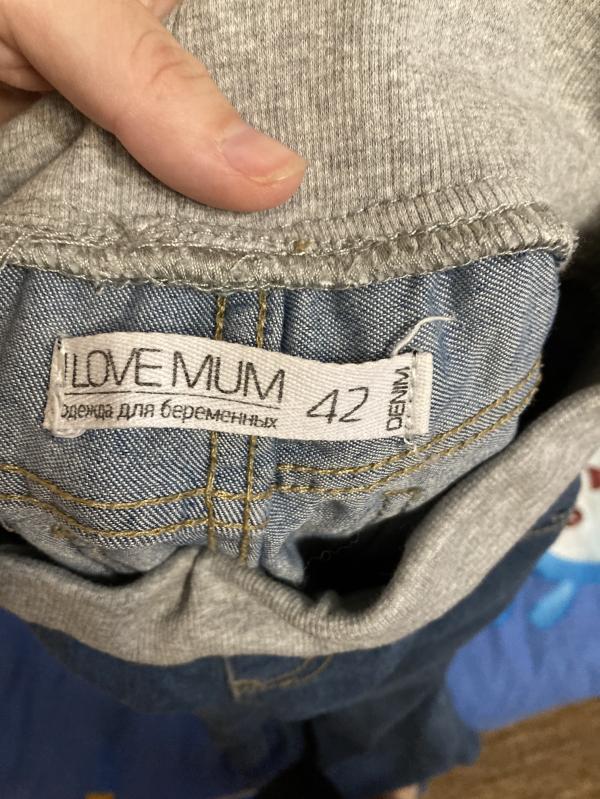 I LOVE MUM
одежда для беременных
42
DENIM